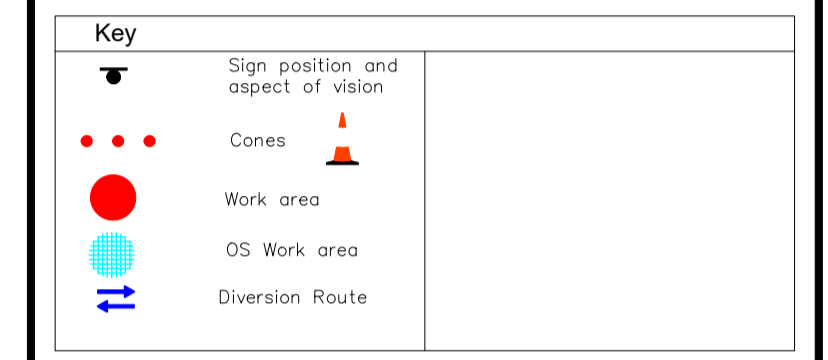 Key
Sign position and
aspect of vision
Cones
Work area
OS Work area
Diversion Route